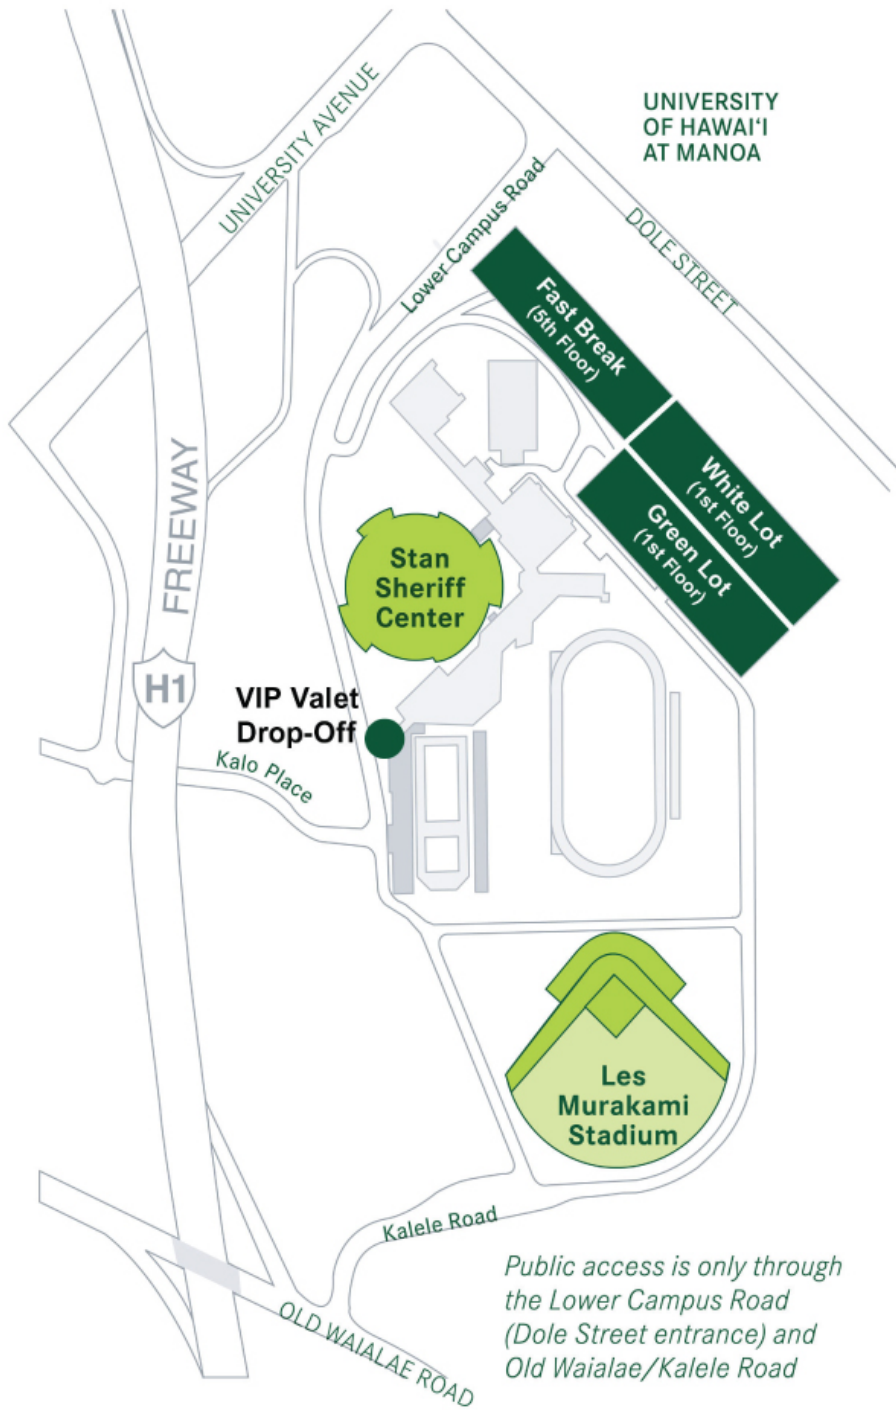 UNIVERSITY
OF HAWAI‘I
AT MANOA
UNIVERSITY AVENUE
Lower Campus Road
DOLE STREET
Fast Break
(5th Floor)
White Lot
(1st Floor)
Green Lot
(1st Floor)
FREEWAY
H1
Stan
Sheriff
Center
VIP Valet
Drop-Off
Kalo Place
Les
Murakami
Stadium
Kalele Road
OLD WAIALAE ROAD
Public access is only through
the Lower Campus Road
(Dole Street entrance) and
Old Waialae/Kalele Road